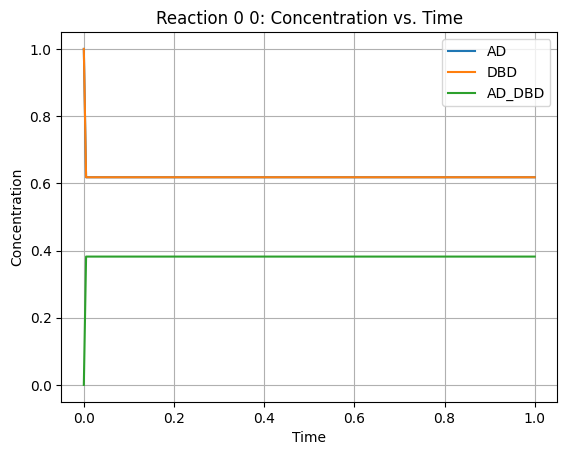 Reaction 0 0: Concentration vs. Time
1.0
0.8
0.6
0.4
0.2
0.0
Concentration
AD
DBD
AD_DBD
0.0 0.2 0.4 0.6 0.8 1.0
Time